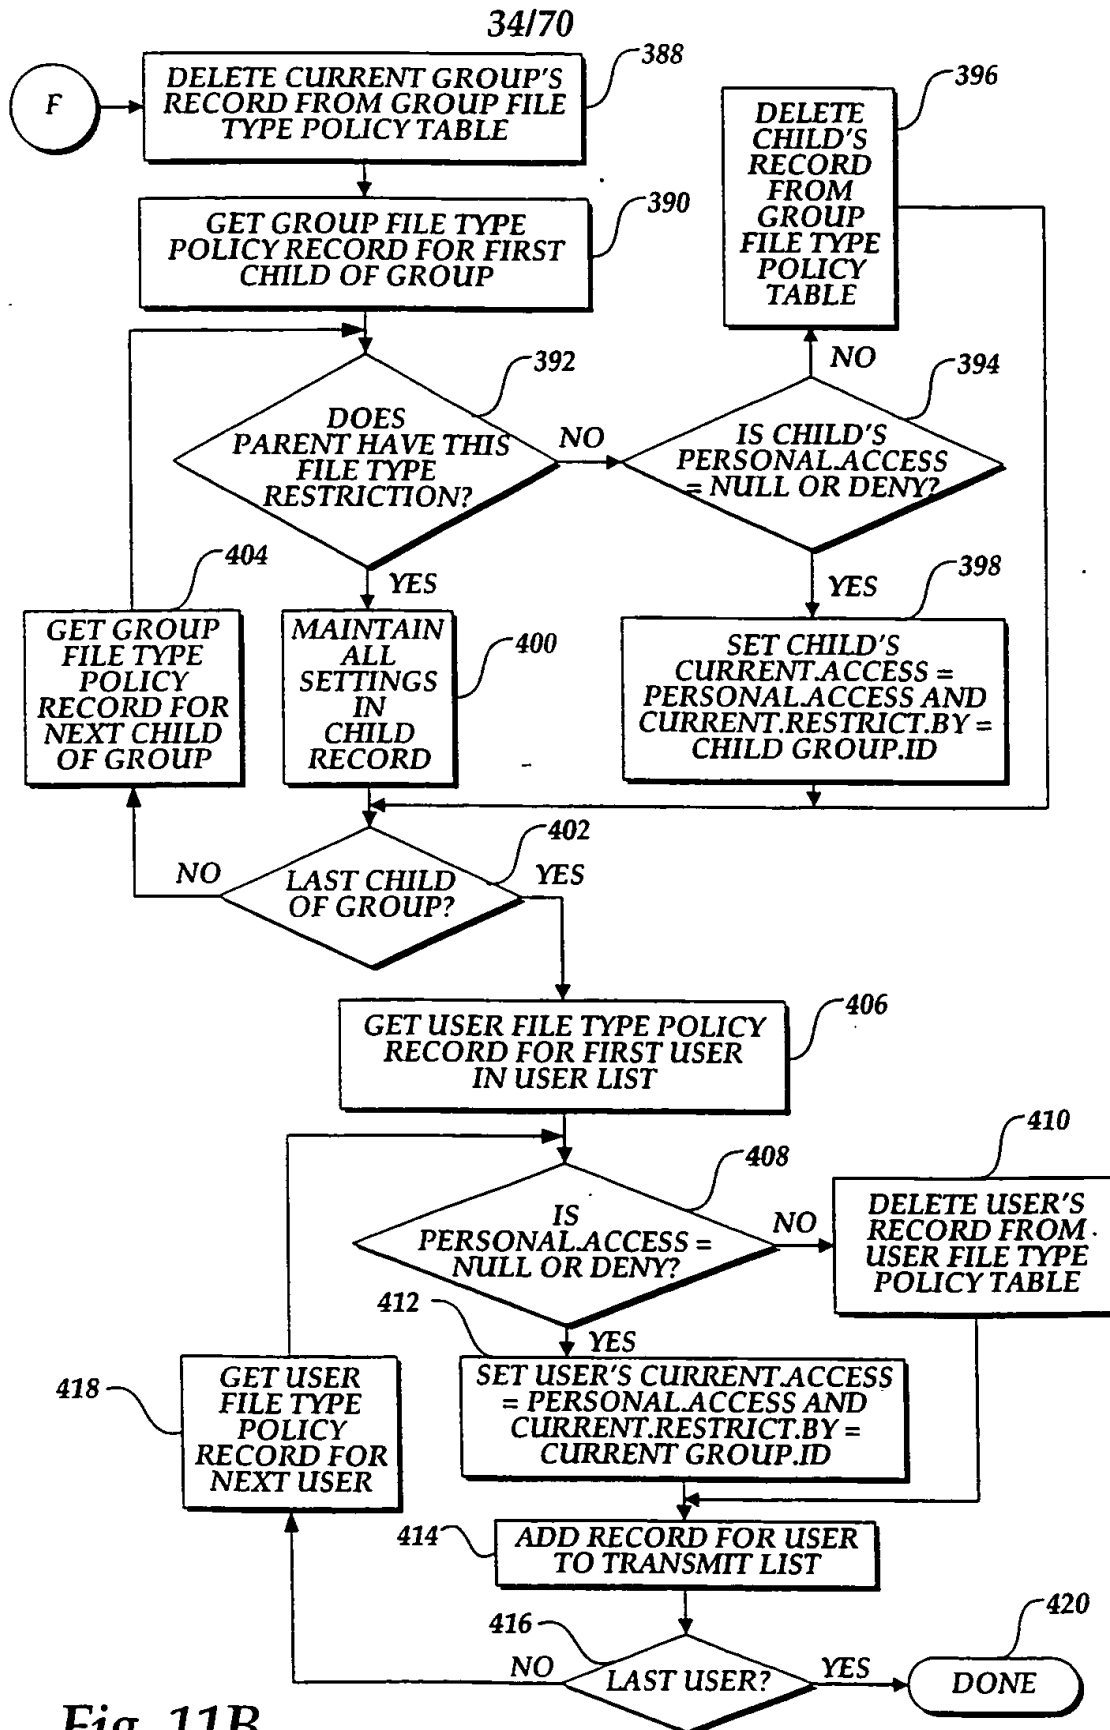 34/70
F
DELETE CURRENT GROUP'S
RECORD FROM GROUP FILE
TYPE POLICY TABLE
388
GET GROUP FILE TYPE
POLICY RECORD FOR FIRST
CHILD OF GROUP
390
DELETE
CHILD'S
RECORD
FROM
GROUP
FILE TYPE
POLICY
TABLE
396
DOES
PARENT HAVE THIS
FILE TYPE
RESTRICTION?
392
NO
YES
IS CHILD'S
PERSONAL.ACCESS
= NULL OR DENY?
394
NO
YES
GET GROUP
FILE TYPE
POLICY
RECORD FOR
NEXT CHILD
OF GROUP
404
MAINTAIN
ALL
SETTINGS
IN
CHILD
RECORD
400
SET CHILD'S
CURRENT.ACCESS =
PERSONAL.ACCESS AND
CURRENT.RESTRICT.BY =
CHILD GROUP.ID
398
LAST CHILD
OF GROUP?
402
NO
YES
GET USER FILE TYPE POLICY
RECORD FOR FIRST USER
IN USER LIST
406
IS
PERSONAL.ACCESS =
NULL OR DENY?
408
NO
YES
DELETE USER'S
RECORD FROM
USER FILE TYPE
POLICY TABLE
410
412
SET USER'S CURRENT.ACCESS
= PERSONAL.ACCESS AND
CURRENT.RESTRICT.BY =
CURRENT GROUP.ID
418
GET USER
FILE TYPE
POLICY
RECORD FOR
NEXT USER
414
ADD RECORD FOR USER
TO TRANSMIT LIST
416
LAST USER?
NO
YES
DONE
420
Fig. 11B